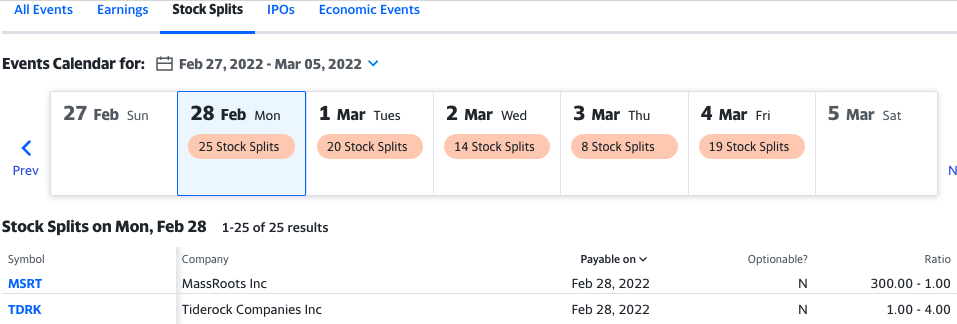 All Events Earnings Stock Splits IPOs Economic Events
Events Calendar for: Feb 27, 2022 - Mar 05, 2022
27 Feb Sun 28 Feb Mon 1 Mar Tues 2 Mar Wed 3 Mar Thu 4 Mar Fri 5 Mar Sat
25 Stock Splits 20 Stock Splits 14 Stock Splits 8 Stock Splits 19 Stock Splits
Prev N
Stock Splits on Mon, Feb 28 1-25 of 25 results
Symbol Company Payable on Optionable? Ratio
MSRT MassRoots Inc Feb 28, 2022 N 300.00 - 1.00
TDRK Tiderock Companies Inc Feb 28, 2022 N 1.00 - 4.00